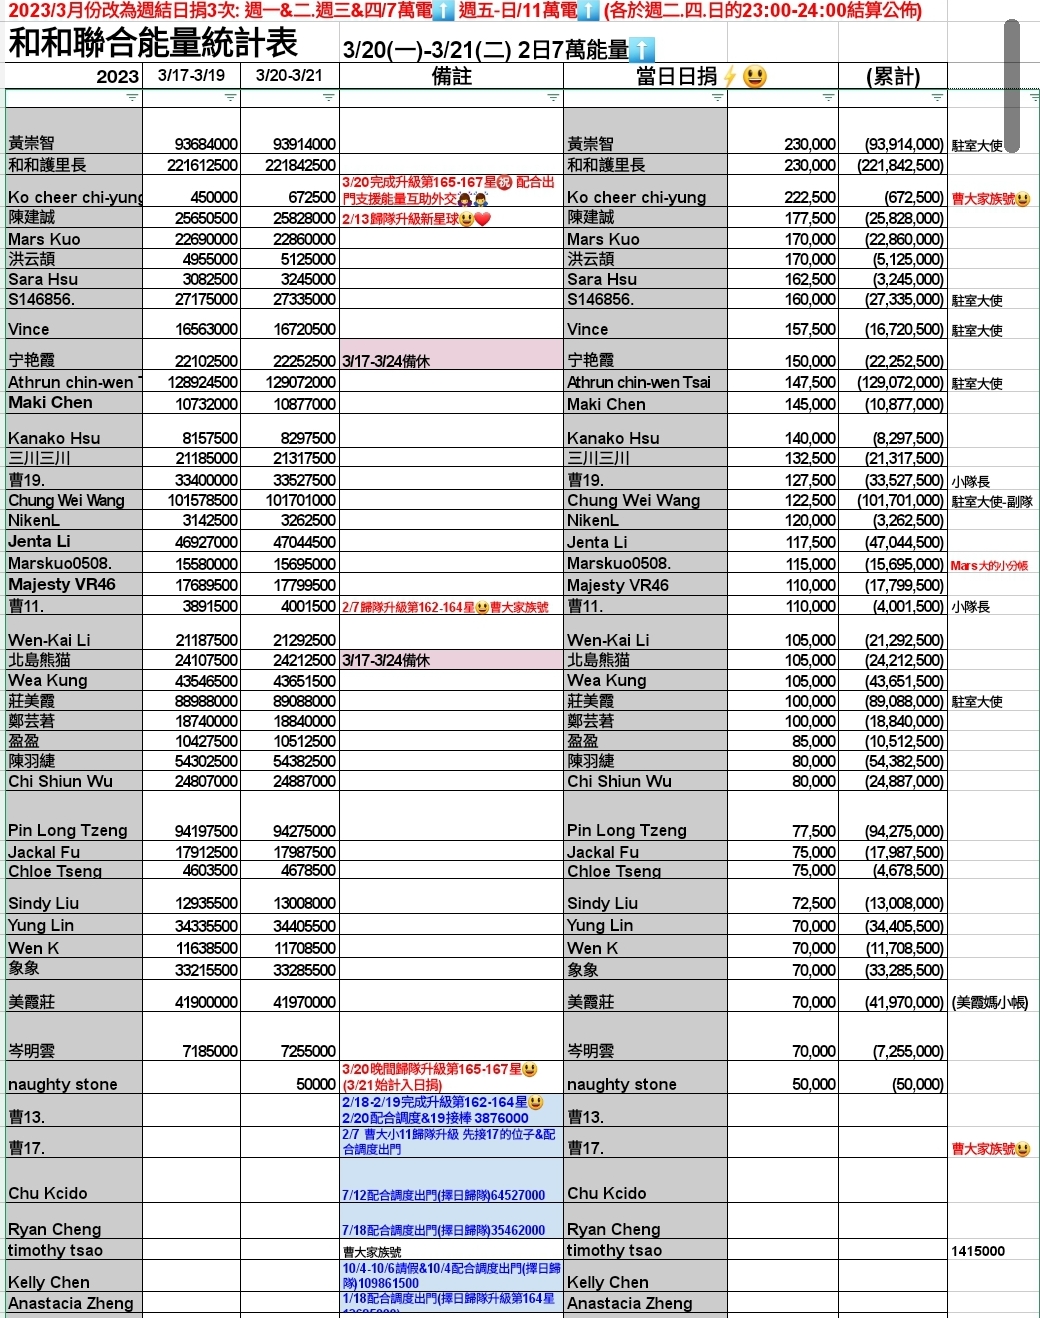 2023/3月份改為週結日捐3次: 週一&二.週三&四/7萬電⬆️ 週五-日/11萬電⬆️ (各於週二.四.日的23:00-24:00結算公佈)
和和聯合能量統計表 3/20(一)-3/21(二) 2日7萬能量⬆️
2023 3/17-3/19 3/20-3/21 備註 當日日捐⚡😃 (累計)
黃崇智 93684000 93914000 黃崇智 230,000 (93,914,000) 駐室大使
和和護里長 221612500 221842500 和和護里長 230,000 (221,842,500)
3/20完成升級第165-167星㊗️ 配合出
Ko cheer chi-yung 450000 672500 門支援能量互助外交 Ko cheer chi-yung 222,500 (672,500) 曹大家族號😃
陳建誠 25650500 25828000 2/13歸隊升級新星球😃❤️ 陳建誠 177,500 (25,828,000)
Mars Kuo 22690000 22860000 Mars Kuo 170,000 (22,860,000)
洪云頡 4955000 5125000 洪云頡 170,000 (5,125,000)
Sara Hsu 3082500 3245000 Sara Hsu 162,500 (3,245,000)
S146856. 27175000 27335000 S146856. 160,000 (27,335,000) 駐室大使
Vince 16563000 16720500 Vince 157,500 (16,720,500) 駐室大使
宁艳霞 22102500 22252500 3/17-3/24備休 宁艳霞 150,000 (22,252,500)
Athrun chin-wen 128924500 129072000 Athrun chin-wen Tsai 147,500 (129,072,000) 駐室大使
Maki Chen 10732000 10877000 Maki Chen 145,000 (10,877,000)
Kanako Hsu 8157500 8297500 Kanako Hsu 140,000 (8,297,500)
三川三川 21185000 21317500 三川三川 132,500 (21,317,500)
曹19. 33400000 33527500 曹19. 127,500 (33,527,500) 小隊長
Chung Wei Wang 101578500 101701000 Chung Wei Wang 122,500 (101,701,000) 駐室大使-副隊
NikenL 3142500 3262500 NikenL 120,000 (3,262,500)
Jenta Li 46927000 47044500 Jenta Li 117,500 (47,044,500)
Marskuo0508. 15580000 15695000 Marskuo0508. 115,000 (15,695,000) Mars大的小分帳
Majesty VR46 17689500 17799500 Majesty VR46 110,000 (17,799,500)
曹11. 3891500 4001500 2/7歸隊升級第162-164星😃曹大家族號 曹11. 110,000 (4,001,500) 小隊長
Wen-Kai Li 21187500 21292500 Wen-Kai Li 105,000 (21,292,500)
北島熊猫 24107500 24212500 3/17-3/24備休 北島熊猫 105,000 (24,212,500)
Wea Kung 43546500 43651500 Wea Kung 105,000 (43,651,500)
莊美霞 88988000 89088000 莊美霞 100,000 (89,088,000) 駐室大使
鄭芸萫 18740000 18840000 鄭芸萫 100,000 (18,840,000)
盈盈 10427500 10512500 盈盈 85,000 (10,512,500)
陳羽緁 54302500 54382500 陳羽緁 80,000 (54,382,500)
Chi Shiun Wu 24807000 24887000 Chi Shiun Wu 80,000 (24,887,000)
Pin Long Tzeng 94197500 94275000 Pin Long Tzeng 77,500 (94,275,000)
Jackal Fu 17912500 17987500 Jackal Fu 75,000 (17,987,500)
Chloe Tseng 4603500 4678500 Chloe Tseng 75,000 (4,678,500)
Sindy Liu 12935500 13008000 Sindy Liu 72,500 (13,008,000)
Yung Lin 34335500 34405500 Yung Lin 70,000 (34,405,500)
Wen K 11638500 11708500 Wen K 70,000 (11,708,500)
象象 33215500 33285500 象象 70,000 (33,285,500)
美霞莊 41900000 41970000 美霞莊 70,000 (41,970,000) (美霞媽小帳)
岑明雲 7185000 7255000 岑明雲 70,000 (7,255,000)
3/20晚間歸隊升級第165-167星😃
naughty stone 50000 (3/21始計入日捐) naughty stone 50,000 (50,000)
2/18-2/19完成升級第162-164星😃
曹13. 2/20配合調度&19接棒 3876000 曹13.
2/7 曹大小11歸隊升級 先接17的位子&配
曹17. 合調度出門 曹17. 曹大家族號😃
Chu Kcido 7/12配合調度出門(擇日歸隊)64527000 Chu Kcido
Ryan Cheng 7/18配合調度出門(擇日歸隊)35462000 Ryan Cheng
timothy tsao 曹大家族號 timothy tsao 1415000
10/4-10/6請假&10/4配合調度出門(擇日歸
Kelly Chen 隊)109861500 Kelly Chen
Anastacia Zheng 1/18配合調度出門(擇日歸隊升級第164星 Anastacia Zheng